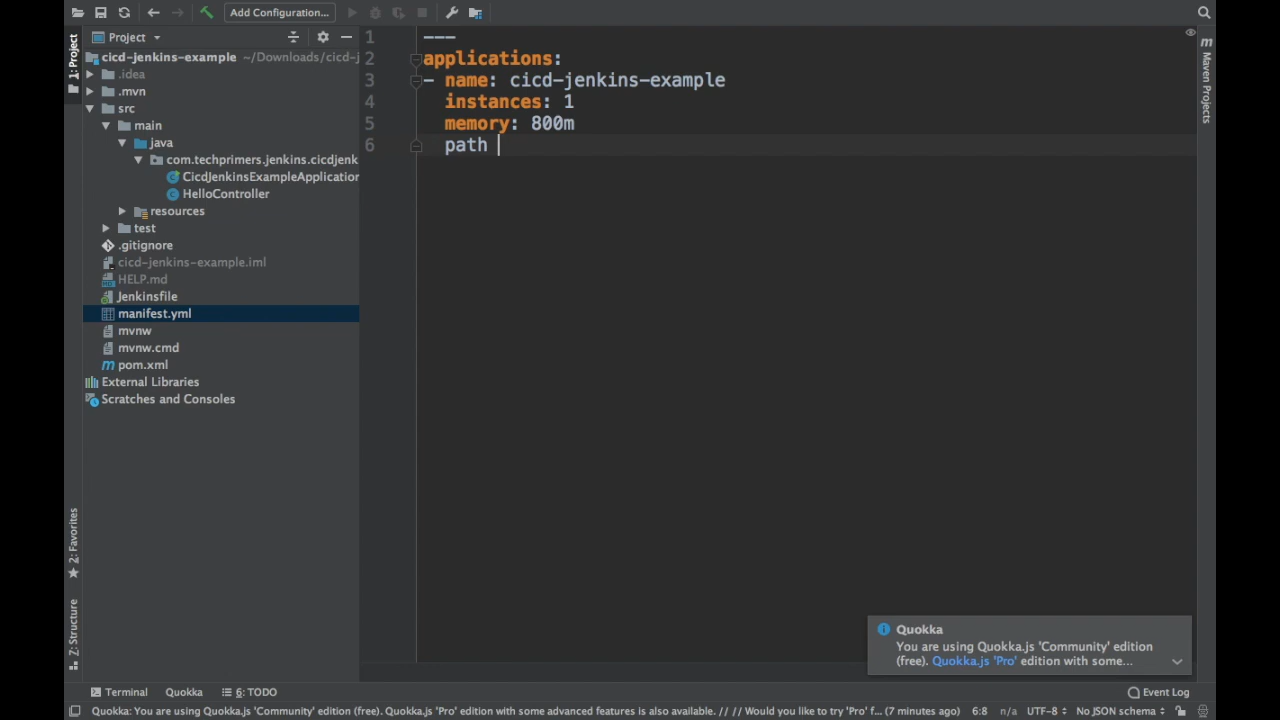 Add Configuration...
1: Project
Project
cicd-jenkins-example ~/Downloads/cicd-j
.idea
.mvn
src
main
java
com.techprimers.jenkins.cicdjenk
CicdJenkinsExampleApplication
HelloController
resources
test
.gitignore
cicd-jenkins-example.iml
HELP.md
Jenkinsfile
manifest.yml
mvnw
mvnw.cmd
m pom.xml
External Libraries
Scratches and Consoles
2: Favorites
Z: Structure
1 ---
2 applications:
3 - name: cicd-jenkins-example
4 instances: 1
5 memory: 800m
6 path
m Maven Projects
Quokka
You are using Quokka.js 'Community' edition
(free). Quokka.js 'Pro' edition with some...
Terminal Quokka 6: TODO Event Log
Quokka: You are using Quokka.js 'Community' edition (free). Quokka.js 'Pro' edition with some advanced features is also available. // // Would you like to try 'Pro' f... (7 minutes ago) 6:8 n/a UTF-8 No JSON schema